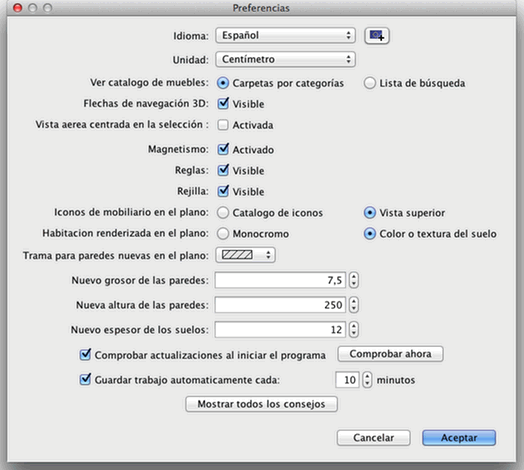 Preferencias
Idioma: Español
Unidad: Centímetro
Ver catalogo de muebles: Carpetas por categorías Lista de búsqueda
Flechas de navegación 3D: Visible
Vista aerea centrada en la selección : Activada
Magnetismo: Activado
Reglas: Visible
Rejilla: Visible
Iconos de mobiliario en el plano: Catalogo de iconos Vista superior
Habitacion renderizada en el plano: Monocromo Color o textura del suelo
Trama para paredes nuevas en el plano:
Nuevo grosor de las paredes: 7,5
Nueva altura de las paredes: 250
Nuevo espesor de los suelos: 12
Comprobar actualizaciones al iniciar el programa Comprobar ahora
Guardar trabajo automaticamente cada: 10 minutos
Mostrar todos los consejos
Cancelar Aceptar